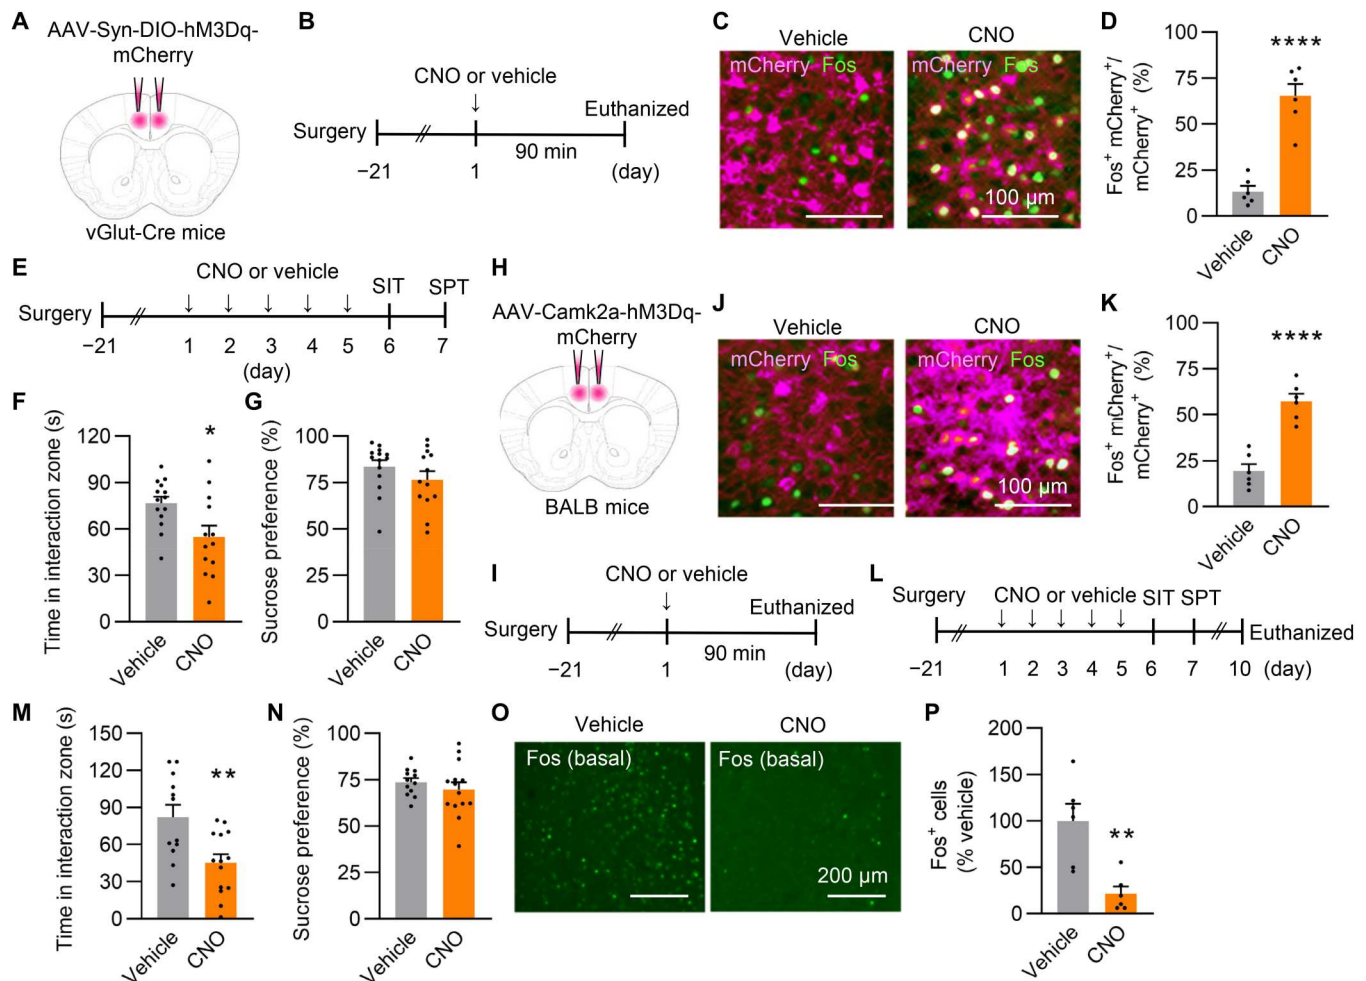 A
AAV-Syn-DIO-hM3Dq-
mCherry
vGlut-Cre mice
B
CNO or vehicle
Surgery
Euthanized
90 min
−21
1
(day)
C
Vehicle
CNO
mCherry Fos
mCherry Fos
100 µm
D
Fos+ mCherry+/
mCherry+ (%)
100
75
50
25
0
****
Vehicle
CNO
E
CNO or vehicle
SIT
SPT
Surgery
−21
1
2
3
4
5
6
7
(day)
F
Time in interaction zone (s)
120
90
60
30
0
*
Vehicle
CNO
G
Sucrose preference (%)
100
75
50
25
0
Vehicle
CNO
H
AAV-Camk2a-hM3Dq-
mCherry
BALB mice
I
CNO or vehicle
Euthanized
Surgery
90 min
−21
1
(day)
J
Vehicle
CNO
mCherry Fos
mCherry Fos
100 µm
K
Fos+ mCherry+/
mCherry+ (%)
100
75
50
25
0
****
Vehicle
CNO
L
Surgery
CNO or vehicle
SIT SPT
Euthanized
−21
1
2
3
4
5
6
7
10
(day)
M
Time in interaction zone (s)
150
120
90
60
30
0
**
Vehicle
CNO
N
Sucrose preference (%)
100
75
50
25
0
Vehicle
CNO
O
Vehicle
CNO
Fos (basal)
Fos (basal)
200 µm
P
Fos+ cells
(% vehicle)
200
150
100
50
0
**
Vehicle
CNO